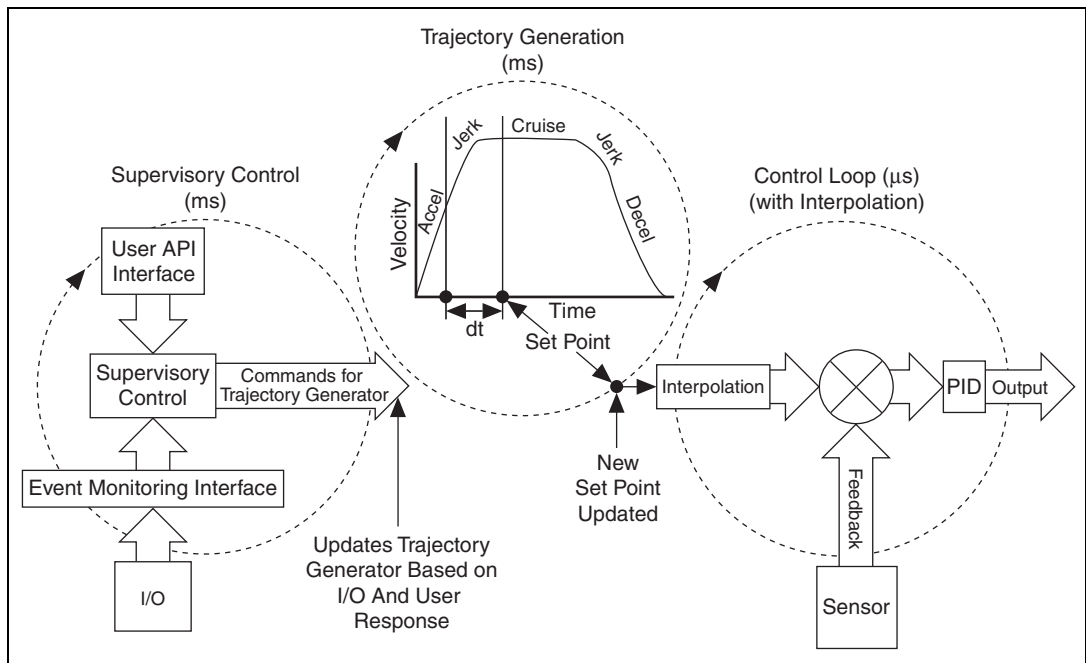 Trajectory Generation
(ms)
Jerk
Cruise
Jerk
Accel
Decel
Velocity
Time
dt
Set Point
Supervisory Control
(ms)
User API
Interface
Supervisory
Control
Commands for
Trajectory Generator
Event Monitoring Interface
I/O
Updates Trajectory
Generator Based on
I/O And User
Response
New
Set Point
Updated
Control Loop (µs)
(with Interpolation)
Interpolation
PID
Output
Feedback
Sensor